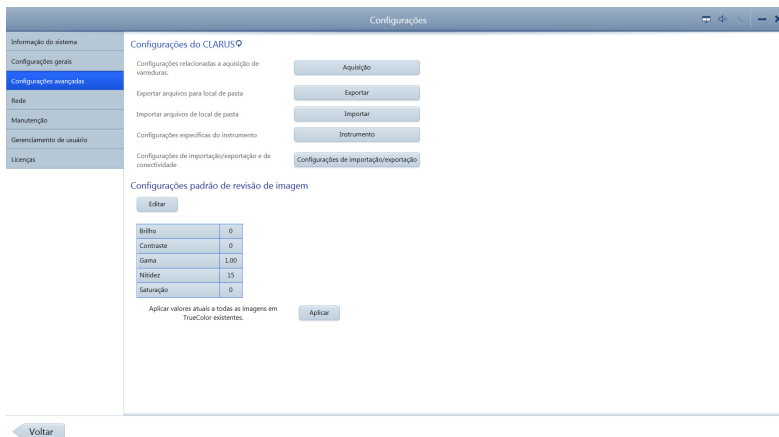 Configurações
Informação do sistema
Configurações gerais
Configurações avançadas
Rede
Manutenção
Gerenciamento de usuário
Licenças
Configurações do CLARUS
Configurações relacionadas a aquisição de
varreduras.
Aquisição
Exportar arquivos para local de pasta
Exportar
Importar arquivos de local de pasta
Importar
Configurações específicas do instrumento
Instrumento
Configurações de importação/exportação e de
conectividade
Configurações de importação/exportação
Configurações padrão de revisão de imagem
Editar
Brilho 0
Contraste 0
Gama 1.00
Nitidez 15
Saturação 0
Aplicar valores atuais a todas as imagens em
TrueColor existentes.
Aplicar
Voltar